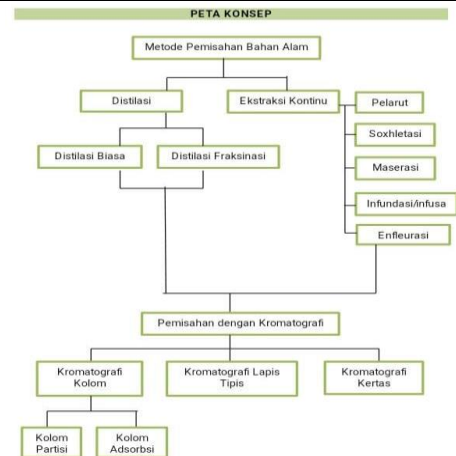 PETA KONSEP
Metode Pemisahan Bahan Alam
Distilasi
Ekstraksi Kontinu
Pelarut
Soxhletasi
Distilasi Biasa
Distilasi Fraksinasi
Maserasi
Infundasi/infusa
Enfleurasi
Pemisahan dengan Kromatografi
Kromatografi
Kolom
Kromatografi Lapis
Tipis
Kromatografi
Kertas
Kolom
Partisi
Kolom
Adsorbsi